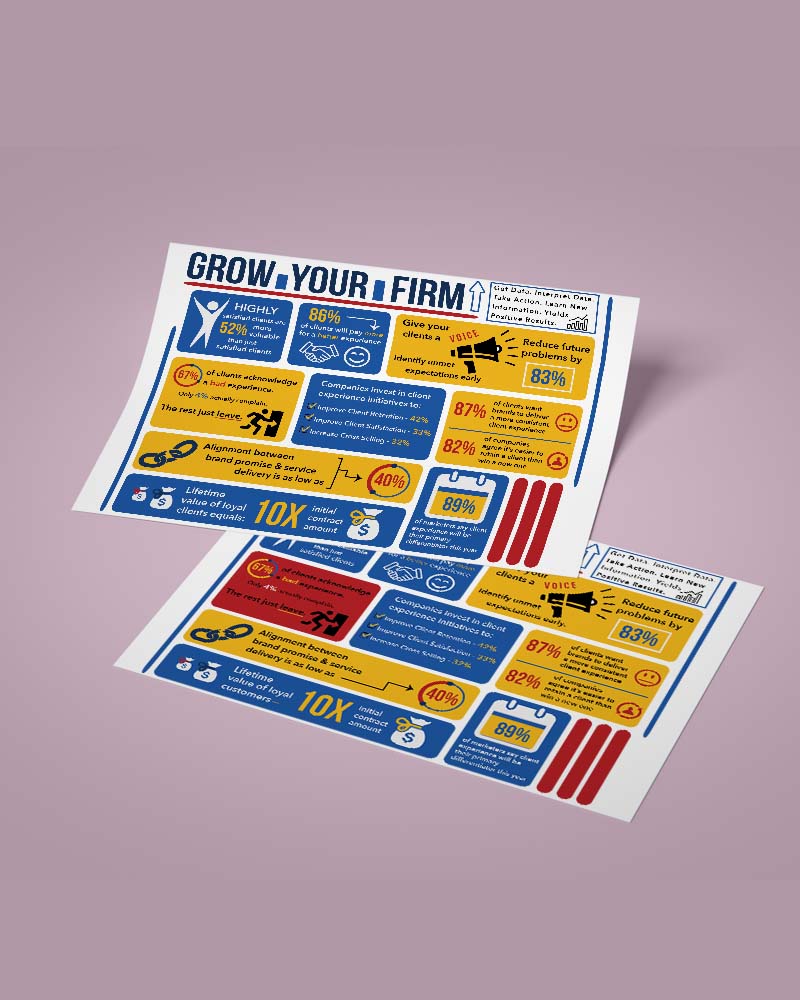 GROW YOUR FIRM
Get Data. Interpret Data
Take Action. Learn New
Information. Yields
Positive Results.
HIGHLY
satisfied clients are
52% more
valuable
than just
satisfied clients
86%
of clients will pay more
for a better experience
Give your
clients a VOICE
Identify unmet
expectations early
Reduce future
problems by
83%
67% of clients acknowledge
a bad experience.
Only 4% actually complain.
The rest just leave.
Companies invest in client
experience initiatives to:
Improve Client Retention - 42%
Improve Client Satisfaction - 33%
Increase Cross Selling - 32%
87% of clients want
brands to deliver
a more consistent
client experience
82% of companies
agree it's easier to
retain a client than
win a new one
Alignment between
brand promise & service
delivery is as low as
40%
89%
of marketers say client
experience will be
their primary
differentiator this year
Lifetime
value of loyal
clients equals:
10X
initial
contract
amount
than just
satisfied clients
for a better experience
clients a VOICE
Identify unmet
expectations early.
Get Data. Interpret Data.
Take Action. Learn New
Information. Yields
Positive Results.
Reduce future
problems by
83%
67% of clients acknowledge
a bad experience.
Only 4% actually complain.
The rest just leave.
Companies invest in client
experience initiatives to:
Improve Client Retention - 42%
Improve Client Satisfaction - 33%
Increase Cross Selling - 32%
87% of clients want
brands to deliver
a more consistent
client experience
82% of companies
agree it's easier to
retain a client than
win a new one
Alignment between
brand promise & service
delivery is as low as
40%
89%
of marketers say client
experience will be
their primary
differentiator this year
Lifetime
value of loyal
customers
10X
initial
contract
amount